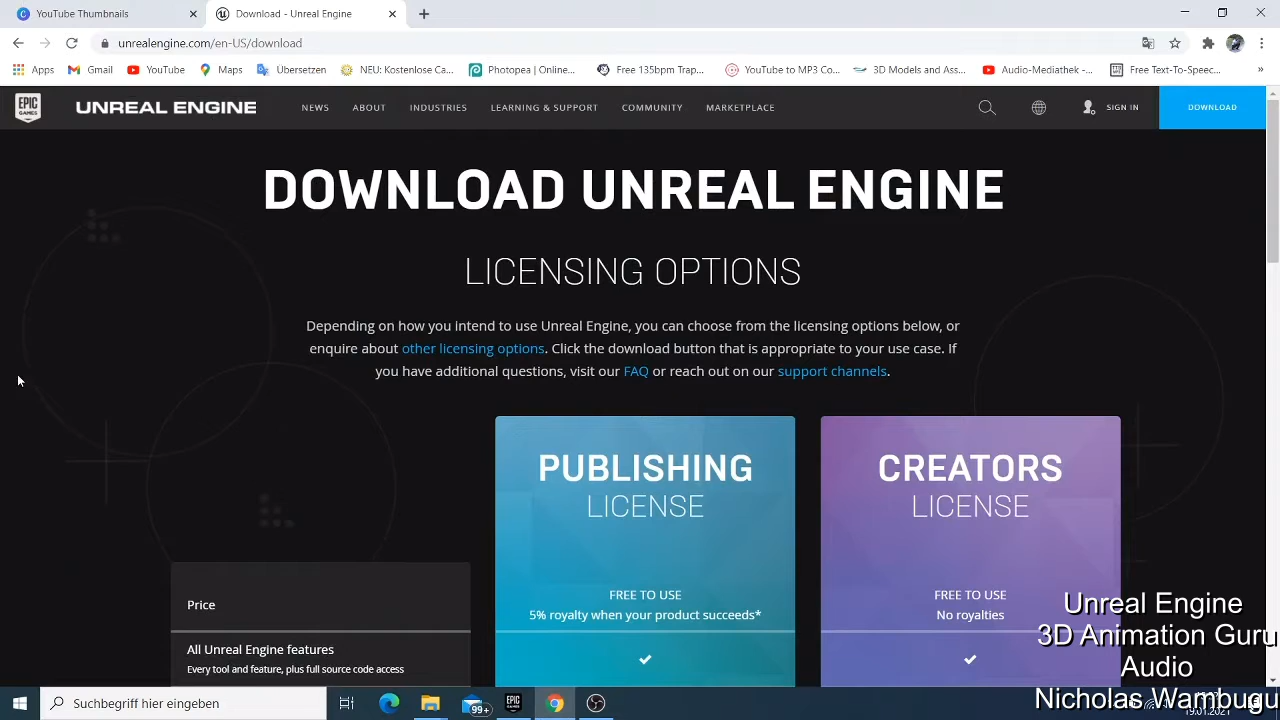 YouTube Thumbnails
Download - Unreal Engine
unrealengine.com/en-US/download
Apps
Gmail
YouTube
Maps
Übersetzen
NEU: Kostenlose Ca...
Photopea | Online...
Free 135bpm Trap...
YouTube to MP3 Co...
3D Models and Ass...
Audio-Mediathek -...
Free Text-To-Speec...
EPIC GAMES
UNREAL ENGINE
NEWS
ABOUT
INDUSTRIES
LEARNING & SUPPORT
COMMUNITY
MARKETPLACE
SIGN IN
DOWNLOAD
DOWNLOAD UNREAL ENGINE
LICENSING OPTIONS
Depending on how you intend to use Unreal Engine, you can choose from the licensing options below, or
enquire about other licensing options. Click the download button that is appropriate to your use case. If
you have additional questions, visit our FAQ or reach out on our support channels.
PUBLISHING
LICENSE
FREE TO USE
5% royalty when your product succeeds*
CREATORS
LICENSE
FREE TO USE
No royalties
Price
All Unreal Engine features
Every tool and feature, plus full source code access
Unreal Engine
3D Animation Guru
Audio
Nicholas Wambugu
Suchbegriff hier eingeben
99+
EPIC GAMES
19.01.2021